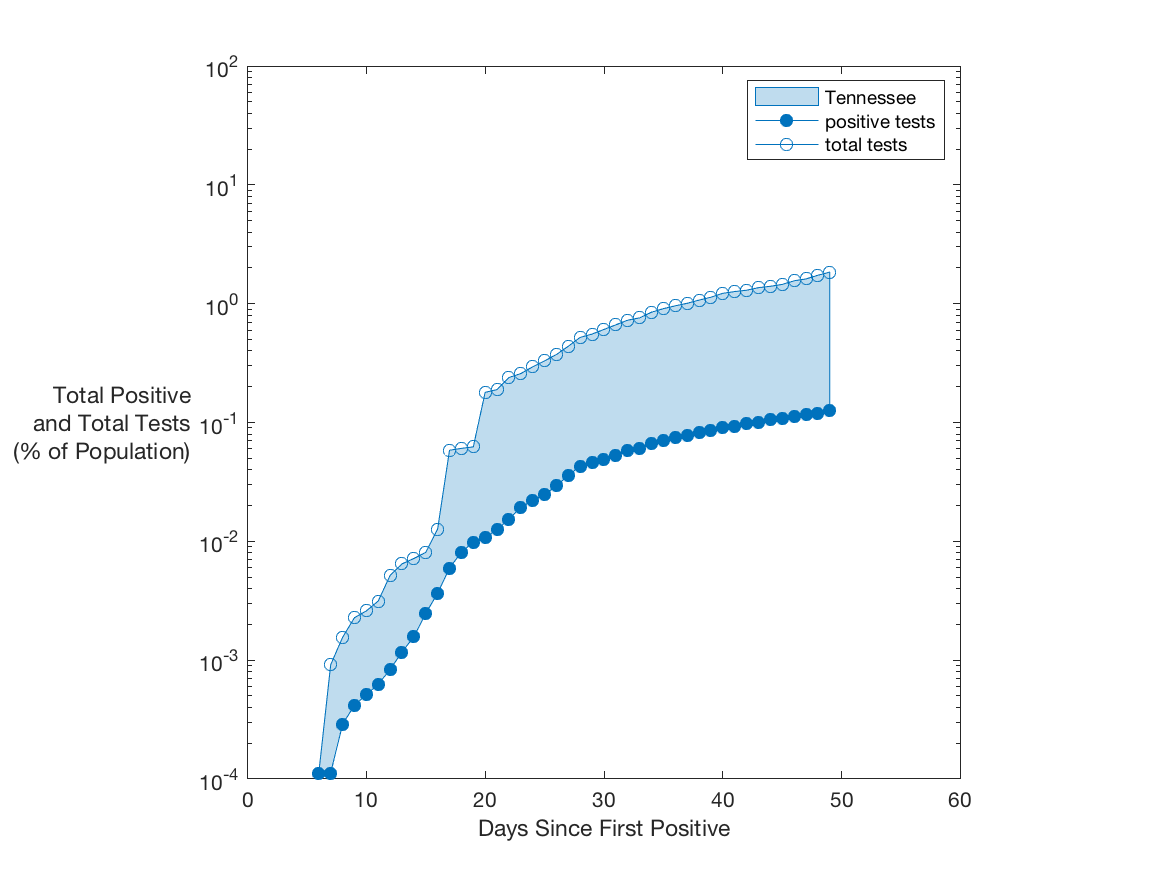 10^2
10^1
10^0
10^-1
10^-2
10^-3
10^-4
Total Positive
and Total Tests
(% of Population)
Tennessee
positive tests
total tests
0 10 20 30 40 50 60
Days Since First Positive